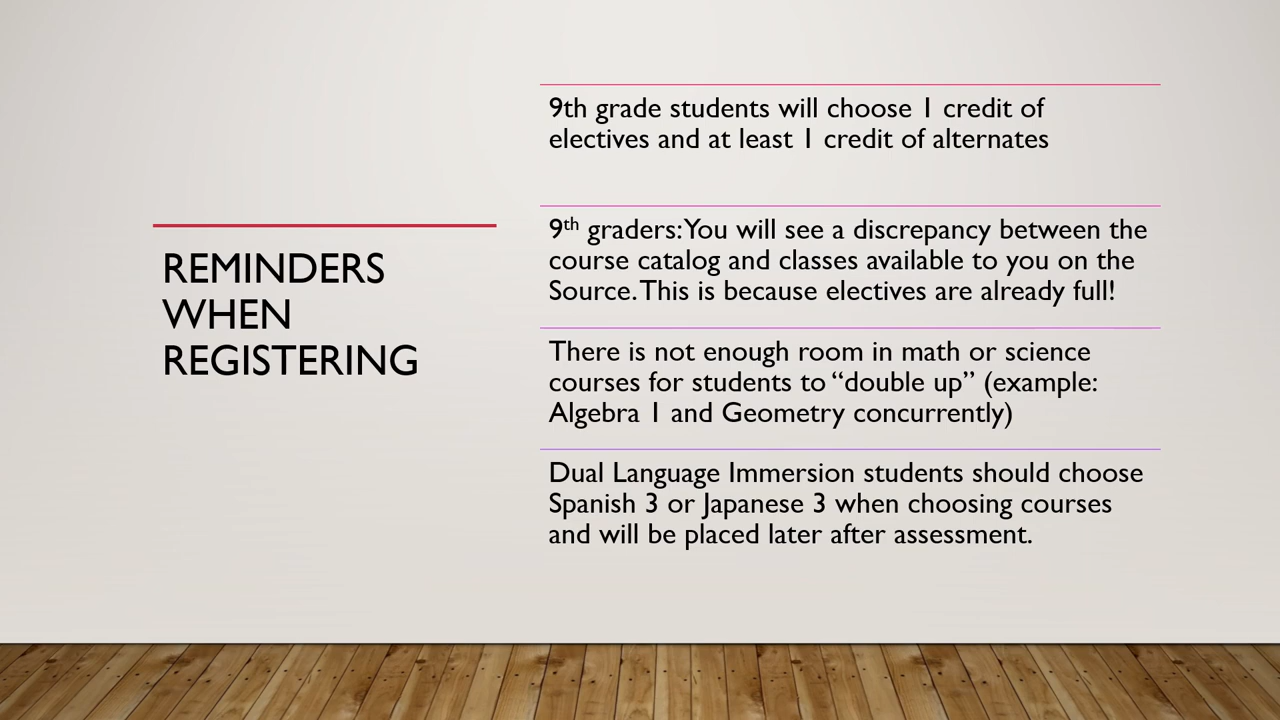 REMINDERS
WHEN
REGISTERING
9th grade students will choose 1 credit of
electives and at least 1 credit of alternates
9th graders: You will see a discrepancy between the
course catalog and classes available to you on the
Source. This is because electives are already full!
There is not enough room in math or science
courses for students to “double up” (example:
Algebra 1 and Geometry concurrently)
Dual Language Immersion students should choose
Spanish 3 or Japanese 3 when choosing courses
and will be placed later after assessment.